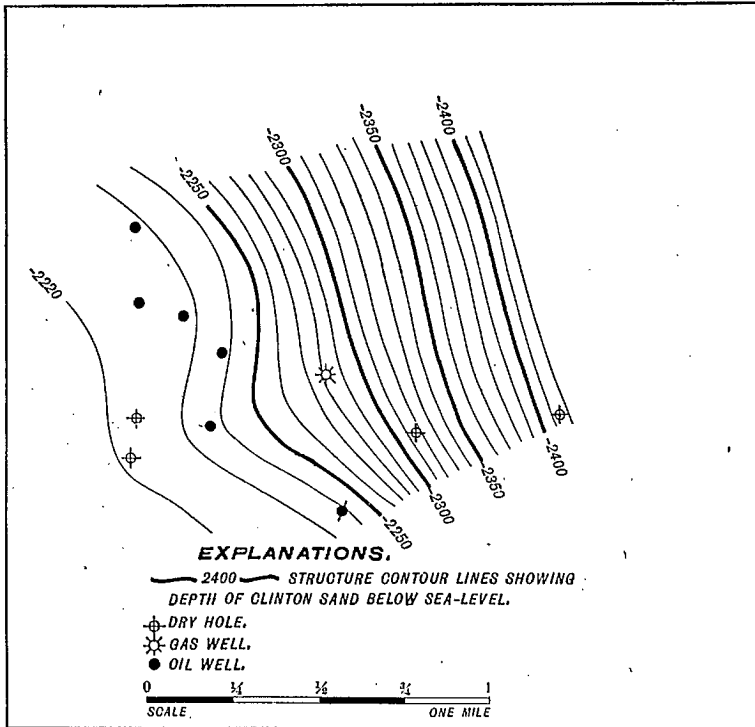 -2400
-2350
-2300
-2250
-2220
-2400
-2350
-2300
-2250
EXPLANATIONS.
2400 STRUCTURE CONTOUR LINES SHOWING
DEPTH OF CLINTON SAND BELOW SEA-LEVEL.
DRY HOLE.
GAS WELL.
OIL WELL.
0 ¼ ½ ¾ 1
SCALE. ONE MILE